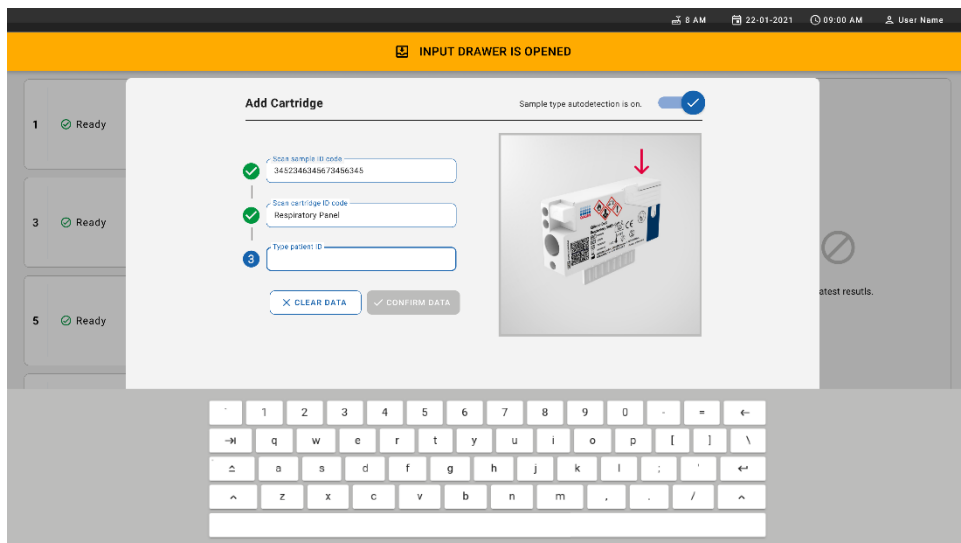 8 AM 22-01-2021 09:00 AM User Name
INPUT DRAWER IS OPENED
Add Cartridge
Sample type autodetection is on.
1 Ready
3 Ready
5 Ready
Scan sample ID code
3452346345673456345
Scan cartridge ID code
Respiratory Panel
3
Type patient ID
CLEAR DATA
CONFIRM DATA
CE
atest resutls.
` 1 2 3 4 5 6 7 8 9 0 - =
q w e r t y u i o p [ ] \
a s d f g h j k l ; '
z x c v b n m , . /